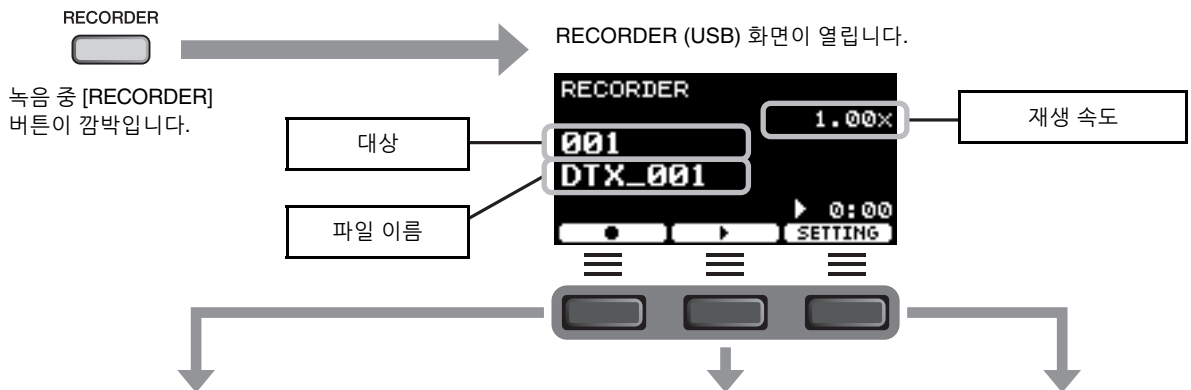 RECORDER
RECORDER (USB) 화면이 열립니다.
녹음 중 [RECORDER]
버튼이 깜박입니다.
RECORDER
1.00x
재생 속도
대상
001
DTX_001
파일 이름
▶ 0:00
● ▶ SETTING